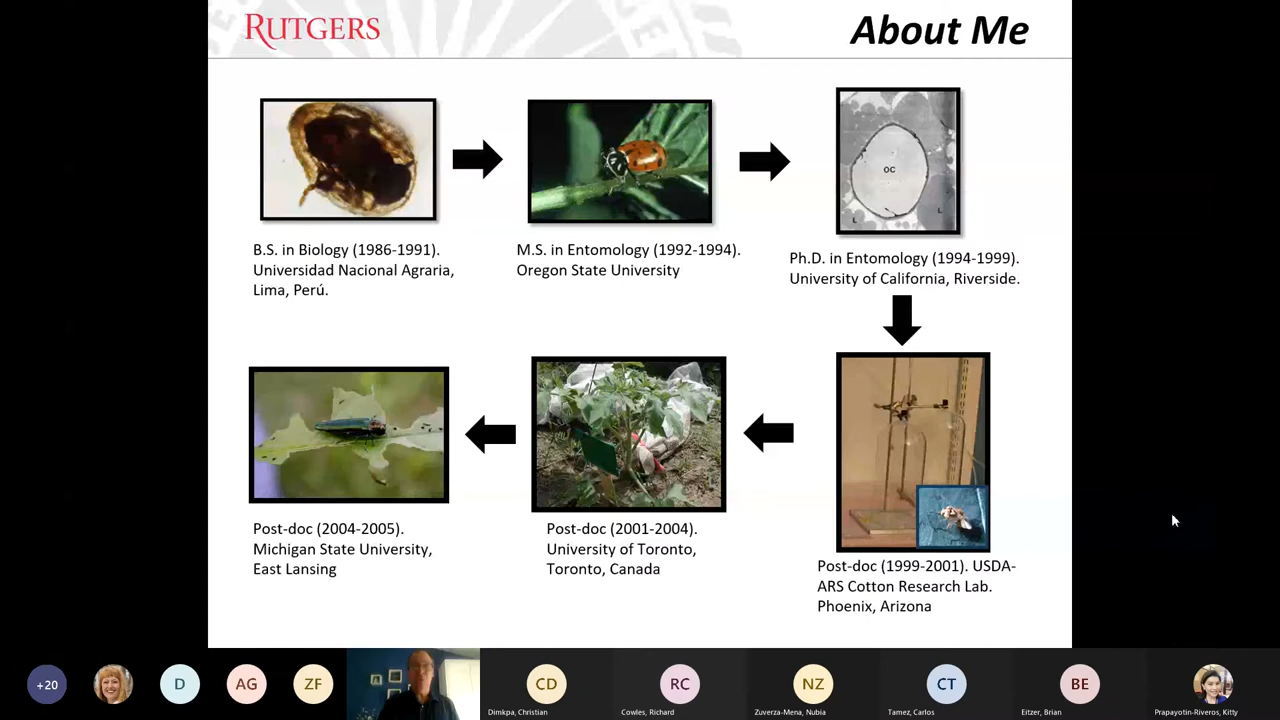 RUTGERS
About Me
B.S. in Biology (1986-1991).
Universidad Nacional Agraria,
Lima, Perú.
M.S. in Entomology (1992-1994).
Oregon State University
OC
L
L
Ph.D. in Entomology (1994-1999).
University of California, Riverside.
Post-doc (2004-2005).
Michigan State University,
East Lansing
Post-doc (2001-2004).
University of Toronto,
Toronto, Canada
Post-doc (1999-2001). USDA-
ARS Cotton Research Lab.
Phoenix, Arizona
+20
D
AG
ZF
CD
RC
NZ
CT
BE
Dimkpa, Christian
Cowles, Richard
Zuverza-Mena, Nubia
Tamez, Carlos
Eitzer, Brian
Prapayotin-Riveros, Kitty